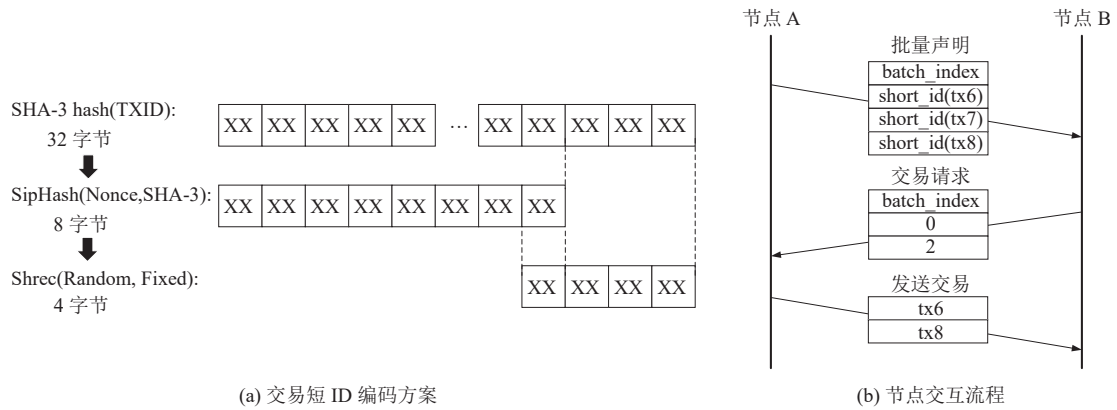 SHA-3 hash(TXID):
32 字节
XX XX XX XX XX … XX XX XX XX XX
SipHash(Nonce,SHA-3):
8 字节
XX XX XX XX XX XX XX XX
Shrec(Random, Fixed):
4 字节
XX XX XX XX
(a) 交易短 ID 编码方案
节点 A
节点 B
批量声明
batch_index
short_id(tx6)
short_id(tx7)
short_id(tx8)
交易请求
batch_index
0
2
发送交易
tx6
tx8
(b) 节点交互流程